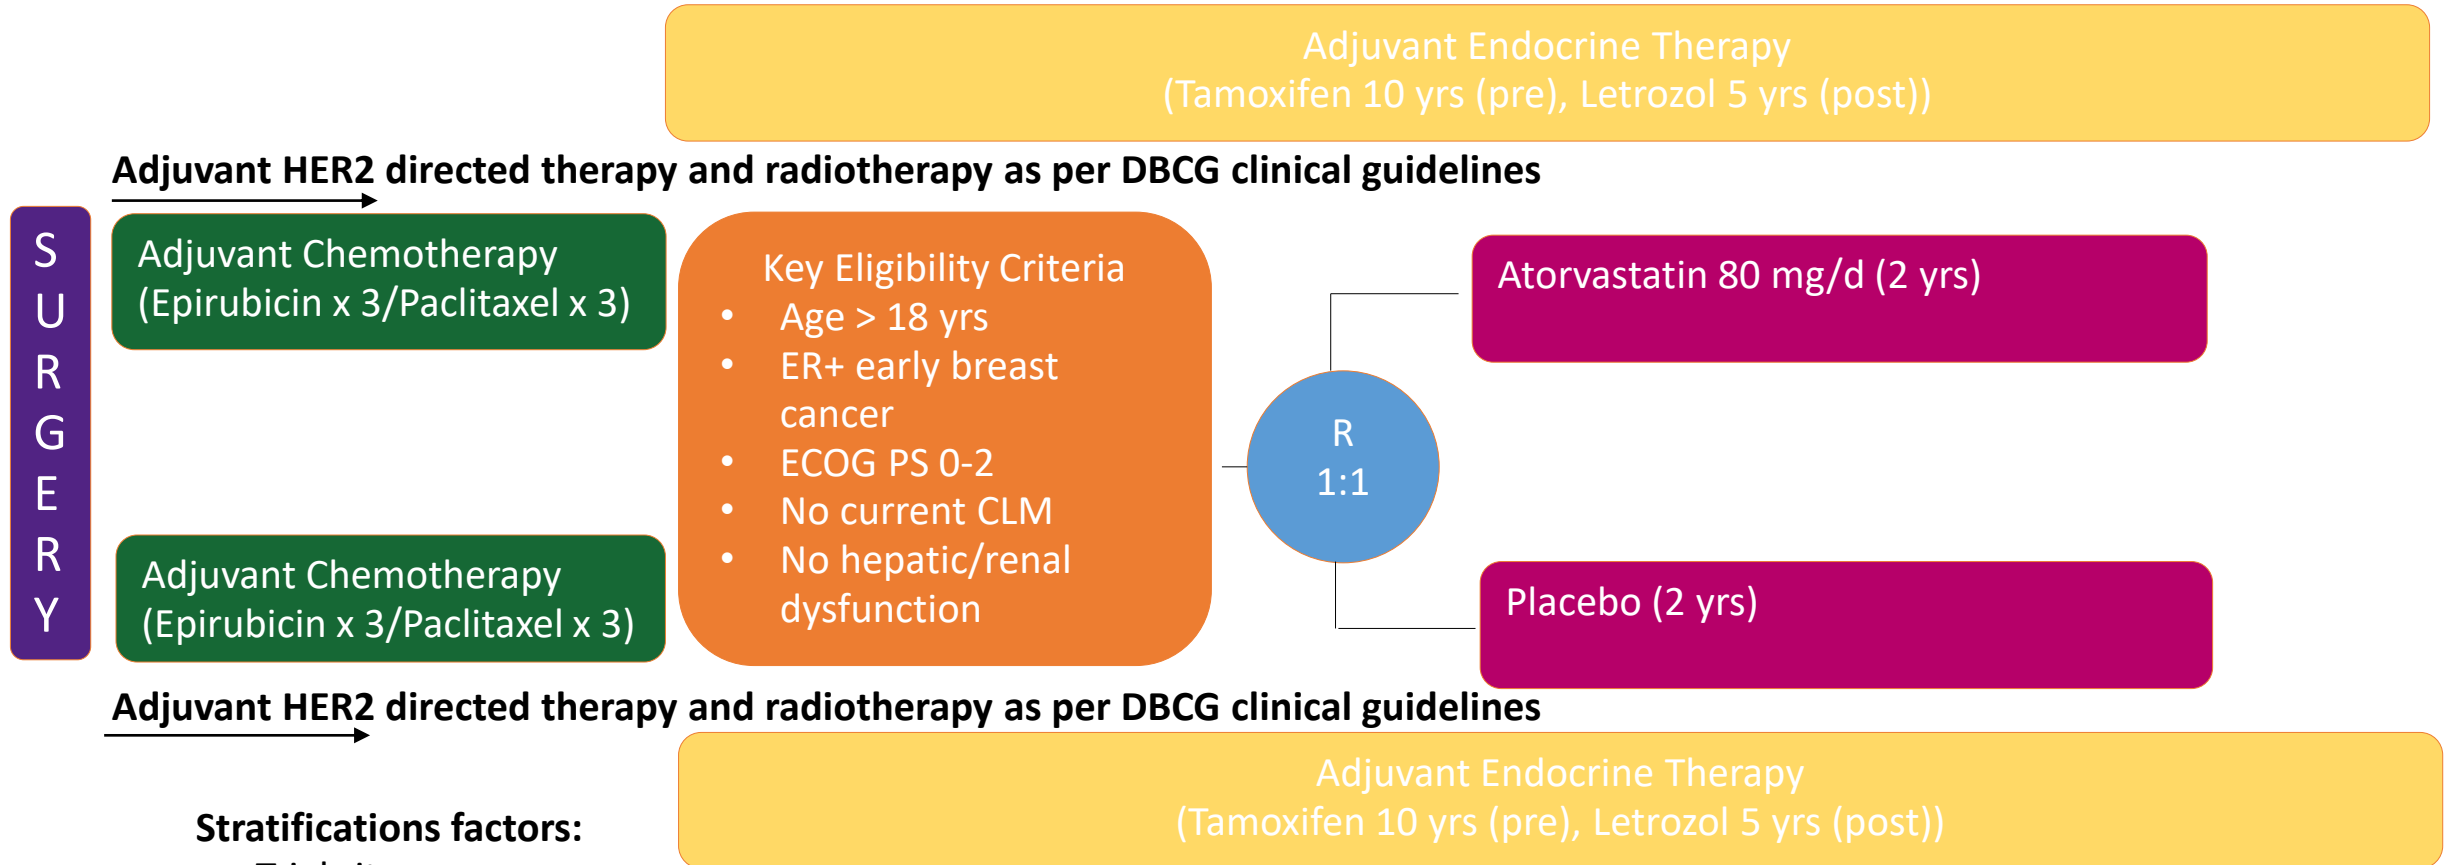 Adjuvant Endocrine Therapy
(Tamoxifen 10 yrs (pre), Letrozol 5 yrs (post))
Adjuvant HER2 directed therapy and radiotherapy as per DBCG clinical guidelines
S
U
R
G
E
R
Y
Adjuvant Chemotherapy
(Epirubicin x 3/Paclitaxel x 3)
Adjuvant Chemotherapy
(Epirubicin x 3/Paclitaxel x 3)
Key Eligibility Criteria
• Age > 18 yrs
• ER+ early breast
cancer
• ECOG PS 0-2
• No current CLM
• No hepatic/renal
dysfunction
R
1:1
Atorvastatin 80 mg/d (2 yrs)
Placebo (2 yrs)
Adjuvant HER2 directed therapy and radiotherapy as per DBCG clinical guidelines
Adjuvant Endocrine Therapy
(Tamoxifen 10 yrs (pre), Letrozol 5 yrs (post))
Stratifications factors: